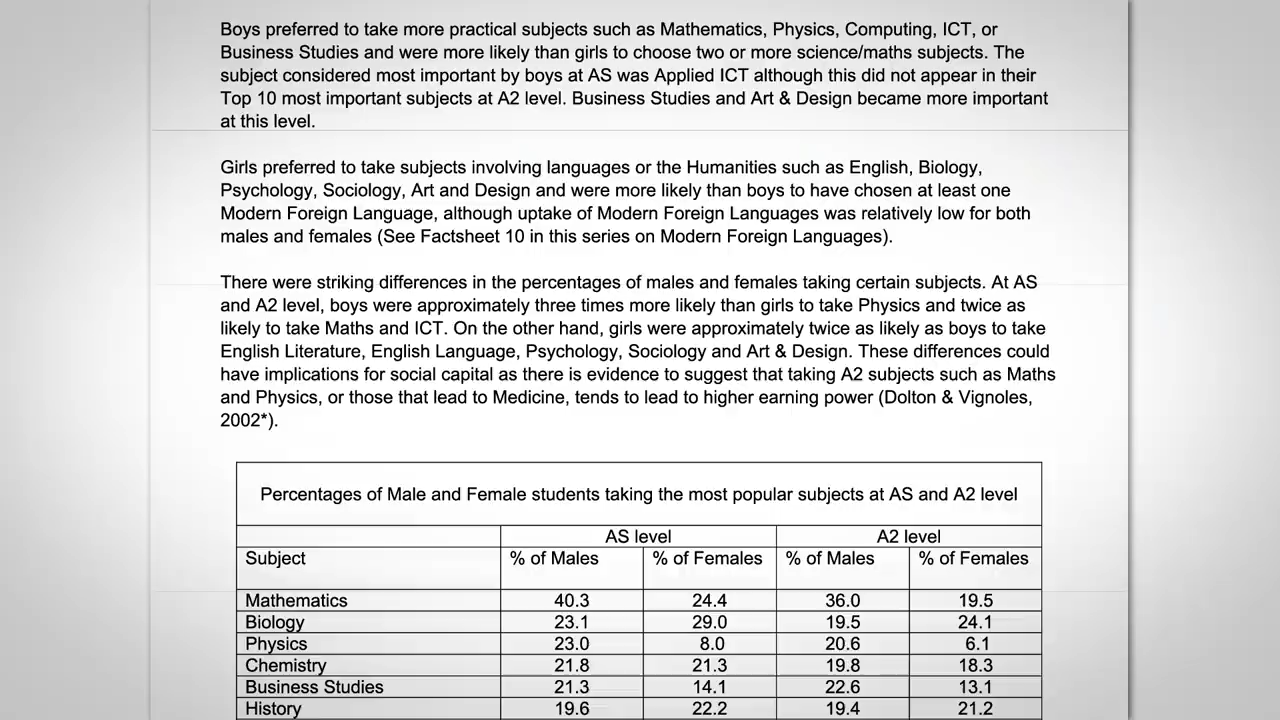 Boys preferred to take more practical subjects such as Mathematics, Physics, Computing, ICT, or
Business Studies and were more likely than girls to choose two or more science/maths subjects. The
subject considered most important by boys at AS was Applied ICT although this did not appear in their
Top 10 most important subjects at A2 level. Business Studies and Art & Design became more important
at this level.
Girls preferred to take subjects involving languages or the Humanities such as English, Biology,
Psychology, Sociology, Art and Design and were more likely than boys to have chosen at least one
Modern Foreign Language, although uptake of Modern Foreign Languages was relatively low for both
males and females (See Factsheet 10 in this series on Modern Foreign Languages).
There were striking differences in the percentages of males and females taking certain subjects. At AS
and A2 level, boys were approximately three times more likely than girls to take Physics and twice as
likely to take Maths and ICT. On the other hand, girls were approximately twice as likely as boys to take
English Literature, English Language, Psychology, Sociology and Art & Design. These differences could
have implications for social capital as there is evidence to suggest that taking A2 subjects such as Maths
and Physics, or those that lead to Medicine, tends to lead to higher earning power (Dolton & Vignoles,
2002*).
Percentages of Male and Female students taking the most popular subjects at AS and A2 level
AS level A2 level
Subject % of Males % of Females % of Males % of Females
Mathematics 40.3 24.4 36.0 19.5
Biology 23.1 29.0 19.5 24.1
Physics 23.0 8.0 20.6 6.1
Chemistry 21.8 21.3 19.8 18.3
Business Studies 21.3 14.1 22.6 13.1
History 19.6 22.2 19.4 21.2